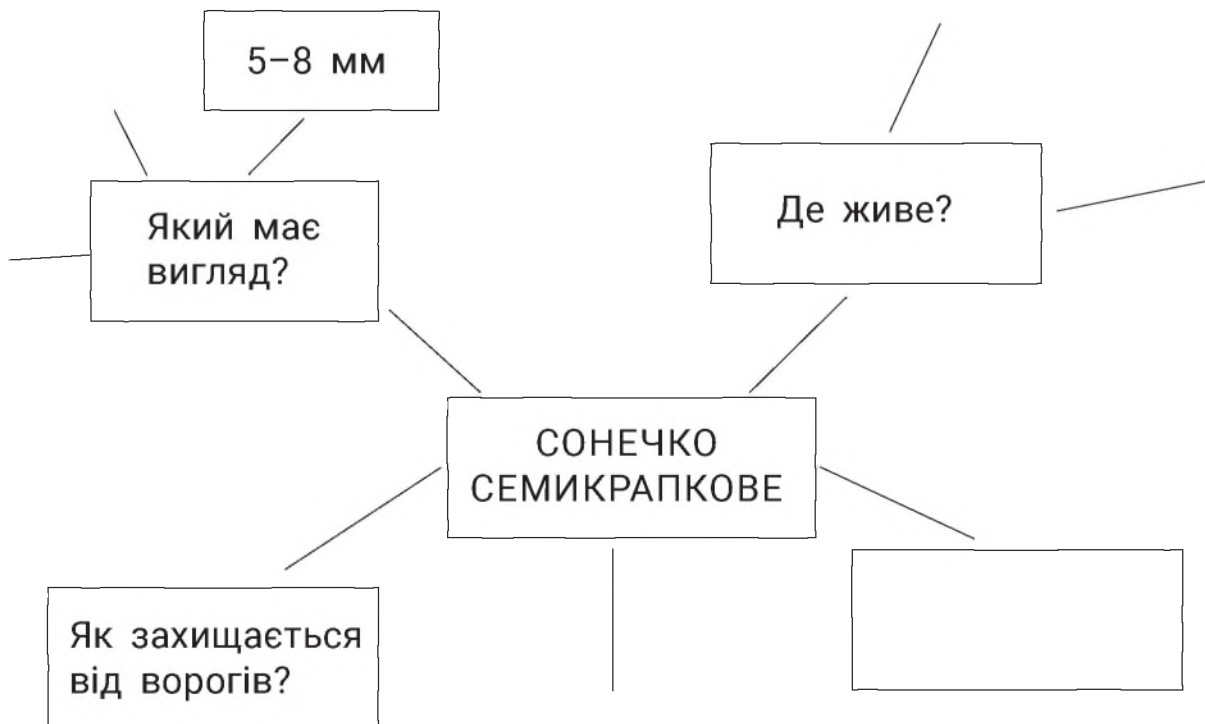 5–8 мм
Який має
вигляд?
Де живе?
СОНЕЧКО
СЕМИКРАПКОВЕ
Як захищається
від ворогів?